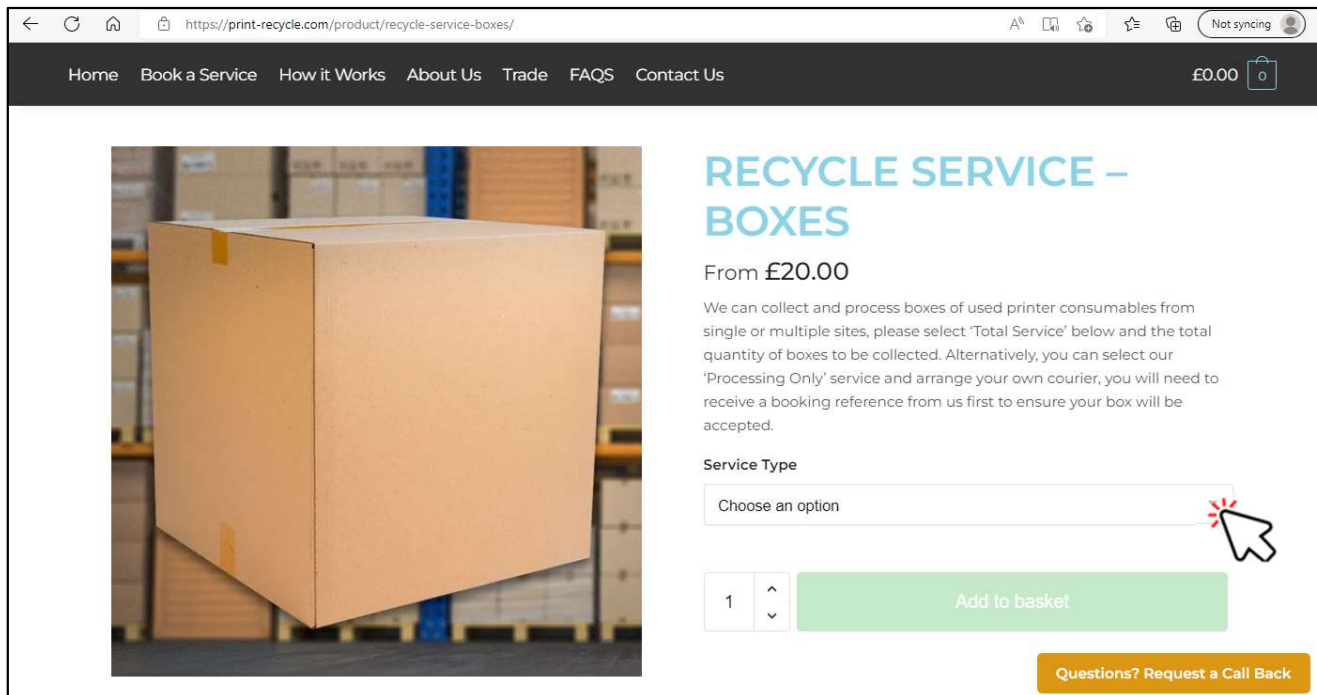 https://print-recycle.com/product/recycle-service-boxes/
Not syncing
Home Book a Service How it Works About Us Trade FAQS Contact Us
£0.00 0
RECYCLE SERVICE –
BOXES
From £20.00
We can collect and process boxes of used printer consumables from
single or multiple sites, please select ‘Total Service’ below and the total
quantity of boxes to be collected. Alternatively, you can select our
‘Processing Only’ service and arrange your own courier, you will need to
receive a booking reference from us first to ensure your box will be
accepted.
Service Type
Choose an option
1
Add to basket
Questions? Request a Call Back